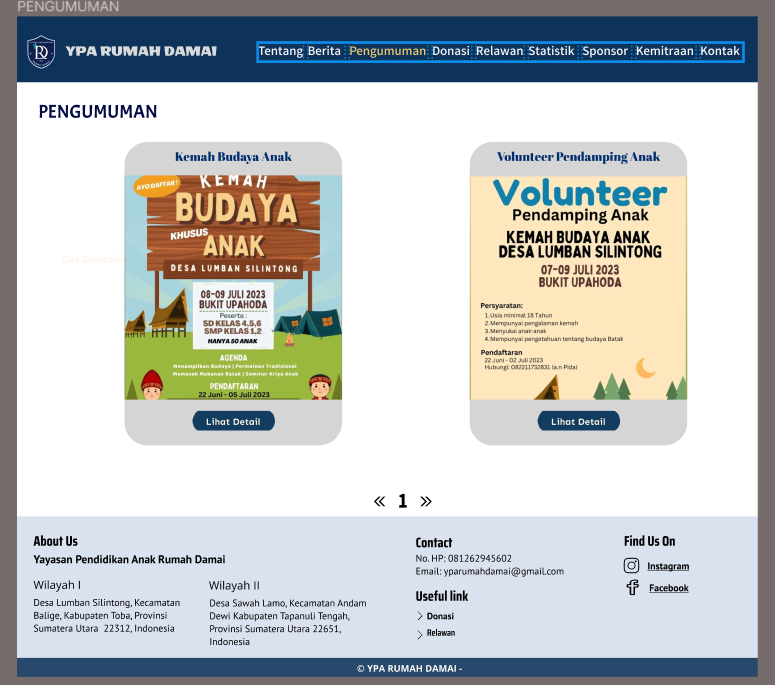 PENGUMUMAN
YPA RUMAH DAMAI
Tentang Berita Pengumuman Donasi Relawan Statistik Sponsor Kemitraan Kontak
PENGUMUMAN
Kemah Budaya Anak
AYO DAFTAR!
KEMAH
BUDAYA
KHUSUS
ANAK
DESA LUMBAN SILINTONG
08-09 JULI 2023
BUKIT UPAHODA
Peserta :
SD KELAS 4,5,6
SMP KELAS 1,2
HANYA 50 ANAK
AGENDA
Menampilkan Budaya | Permainan Tradisional
Memasak Makanan Batak | Seminar Kriya Anak
PENDAFTARAN
22 Juni - 05 Juli 2023
Lihat Detail
Volunteer Pendamping Anak
Volunteer
Pendamping Anak
KEMAH BUDAYA ANAK
DESA LUMBAN SILINTONG
07-09 JULI 2023
BUKIT UPAHODA
Persyaratan:
1. Usia minimal 18 Tahun
2. Mempunyai pengalaman kemah
3. Menyukai anak-anak
4. Mempunyai pengetahuan tentang budaya Batak
Pendaftaran
22 Juni - 02 Juli 2023
Hubungi: 082211732831 (a.n Pida)
Lihat Detail
« 1 »
About Us
Yayasan Pendidikan Anak Rumah Damai
Wilayah I
Desa Lumban Silintong, Kecamatan
Balige, Kabupaten Toba, Provinsi
Sumatera Utara 22312, Indonesia
Wilayah II
Desa Sawah Lamo, Kecamatan Andam
Dewi Kabupaten Tapanuli Tengah,
Provinsi Sumatera Utara 22651,
Indonesia
Contact
No. HP: 081262945602
Email: yparumahdamai@gmail.com
Useful link
> Donasi
> Relawan
Find Us On
Instagram
Facebook
© YPA RUMAH DAMAI -